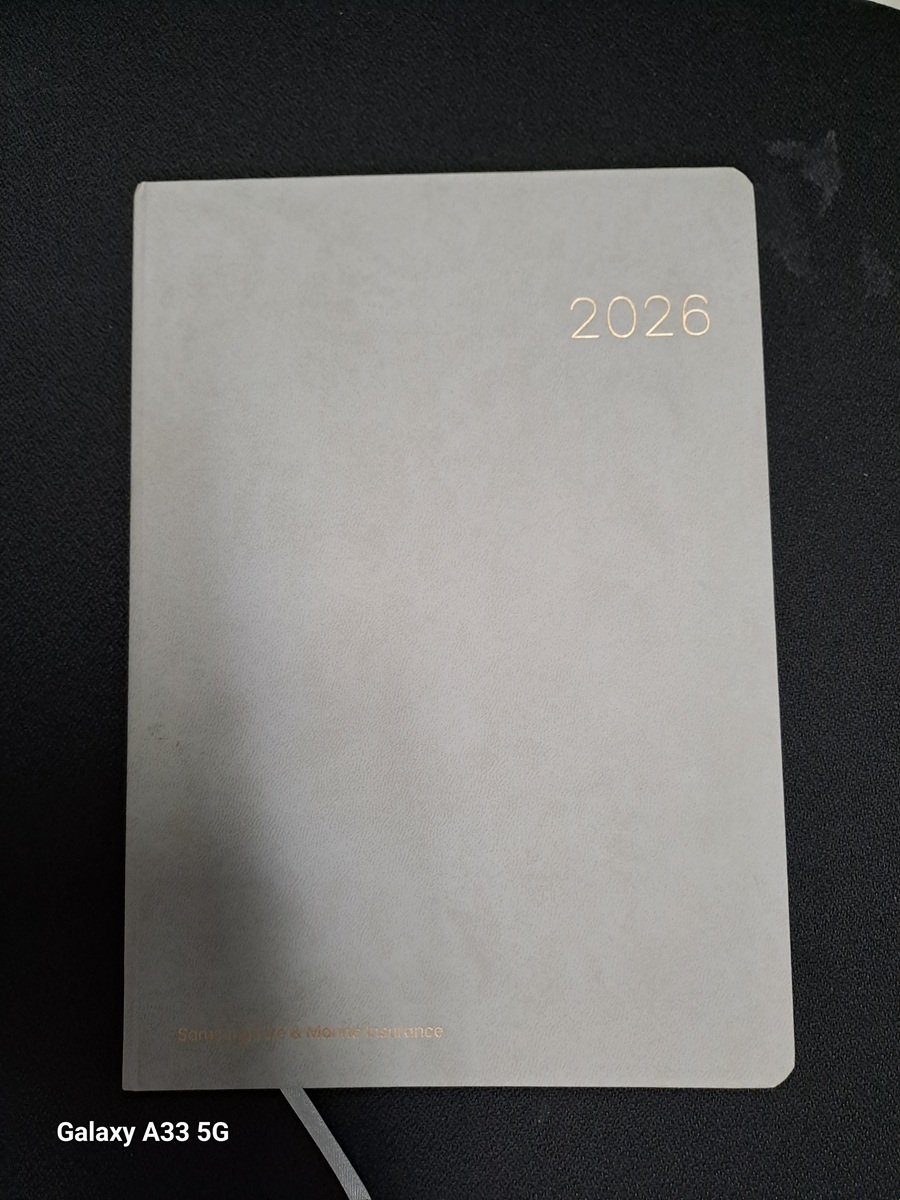 2026
Samsung Fire & Marine Insurance
Galaxy A33 5G